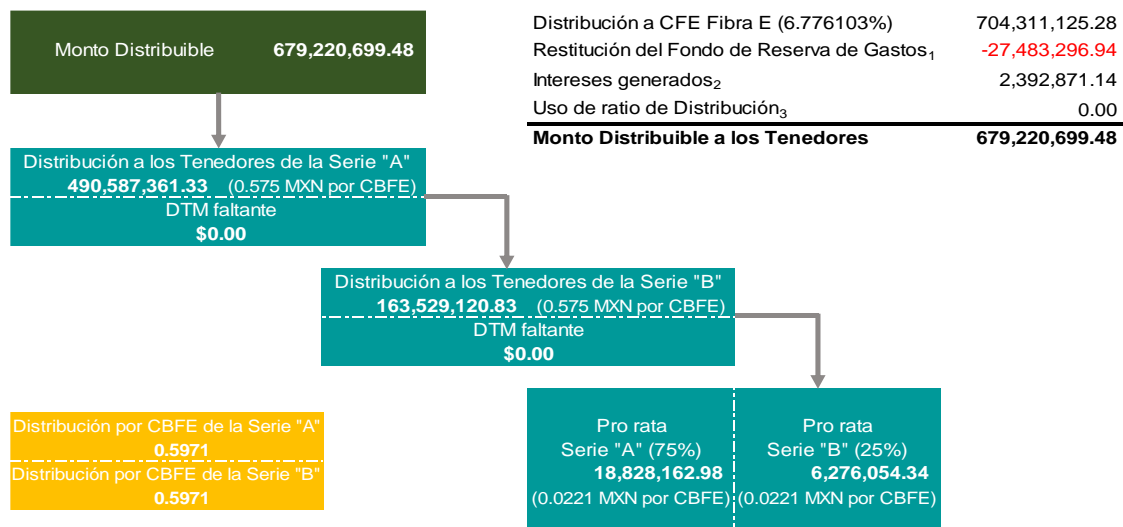 Monto Distribuible 679,220,699.48
Distribución a CFE Fibra E (6.776103%) 704,311,125.28
Restitución del Fondo de Reserva de Gastos1 -27,483,296.94
Intereses generados2 2,392,871.14
Uso de ratio de Distribución3 0.00
Monto Distribuible a los Tenedores 679,220,699.48
Distribución a los Tenedores de la Serie "A"
490,587,361.33 (0.575 MXN por CBFE)
DTM faltante
$0.00
Distribución a los Tenedores de la Serie "B"
163,529,120.83 (0.575 MXN por CBFE)
DTM faltante
$0.00
Distribución por CBFE de la Serie "A"
0.5971
Distribución por CBFE de la Serie "B"
0.5971
Pro rata
Serie "A" (75%)
18,828,162.98
(0.0221 MXN por CBFE)
Pro rata
Serie "B" (25%)
6,276,054.34
(0.0221 MXN por CBFE)